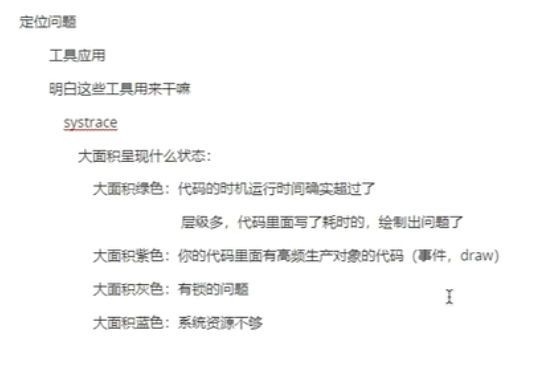 定位问题
工具应用
明白这些工具用来干嘛
systrace
大面积呈现什么状态：
大面积绿色：代码的时机运行时间确实超过了
层级多，代码里面写了耗时的，绘制出问题了
大面积紫色：你的代码里面有高频生产对象的代码（事件，draw）
大面积灰色：有锁的问题
大面积蓝色：系统资源不够